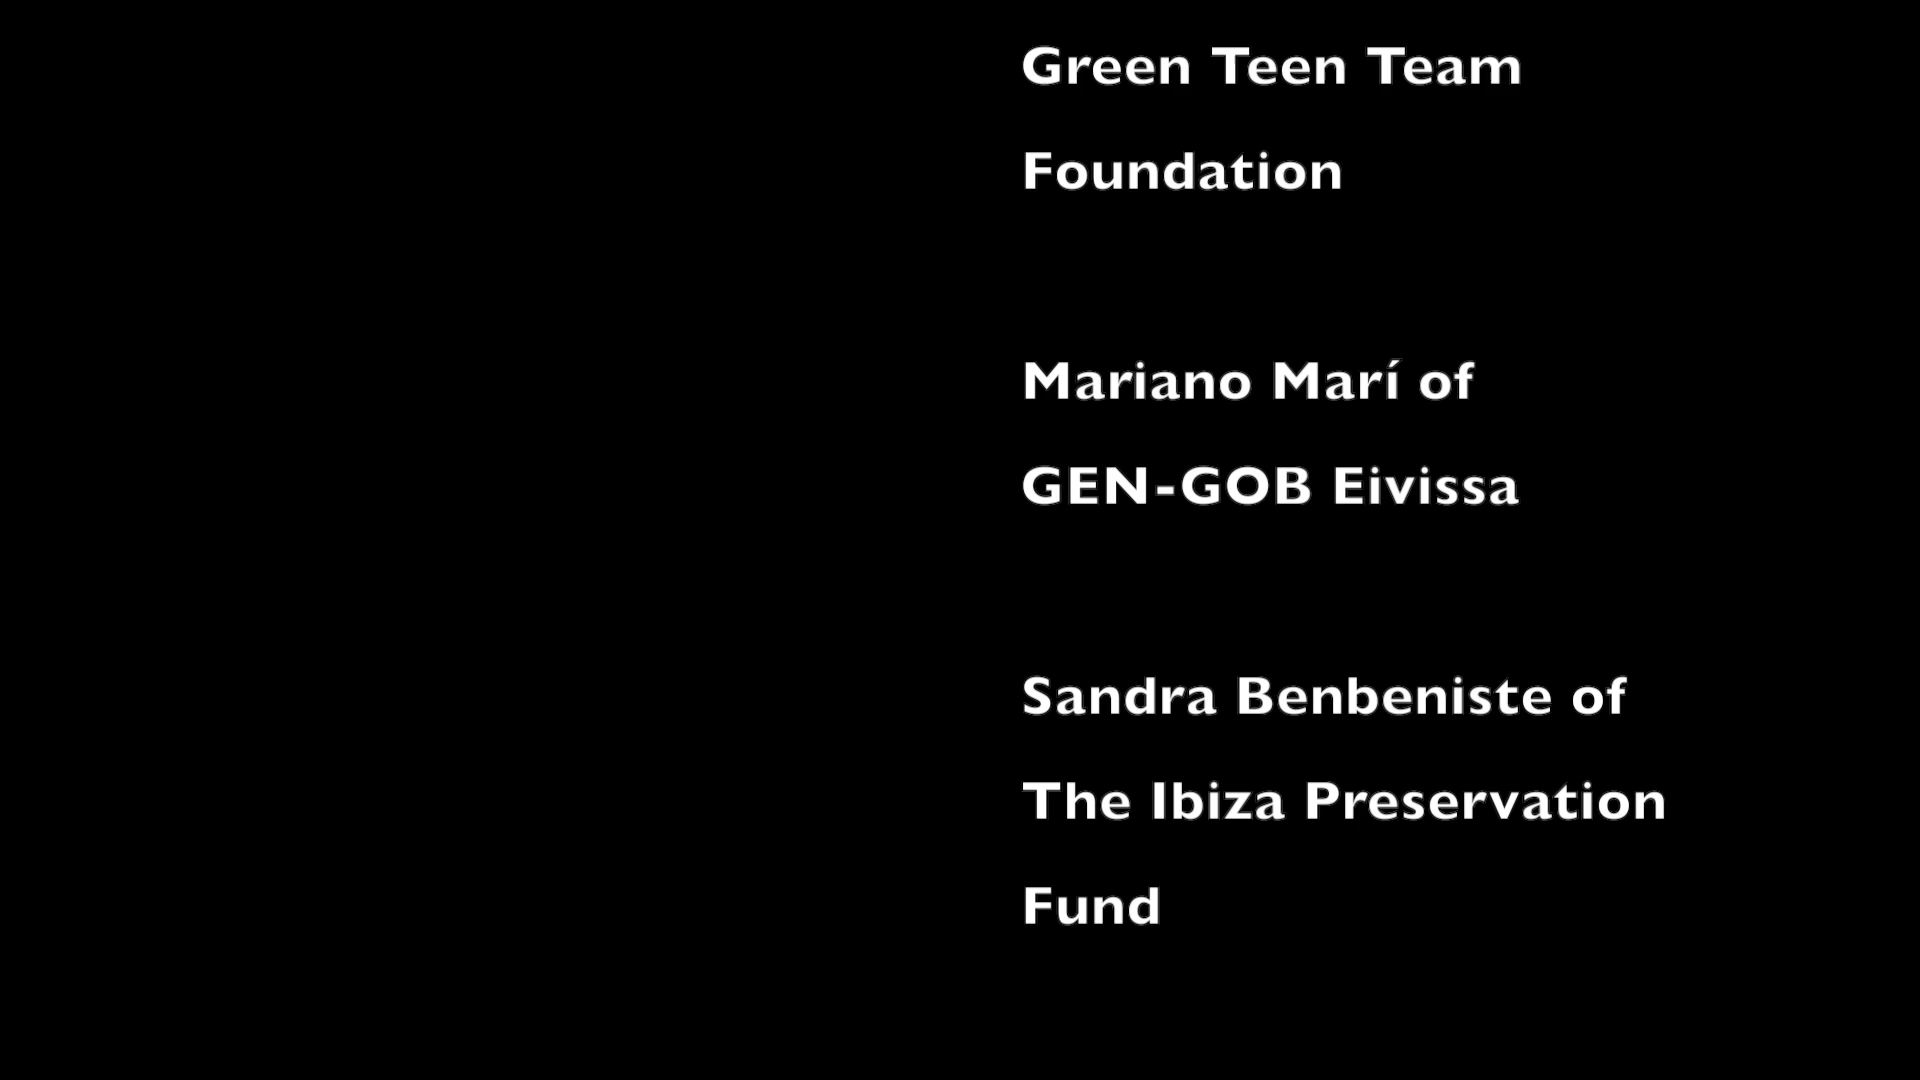 Green Teen Team
Foundation
Mariano Marí of
GEN-GOB Eivissa
Sandra Benbeniste of
The Ibiza Preservation
Fund